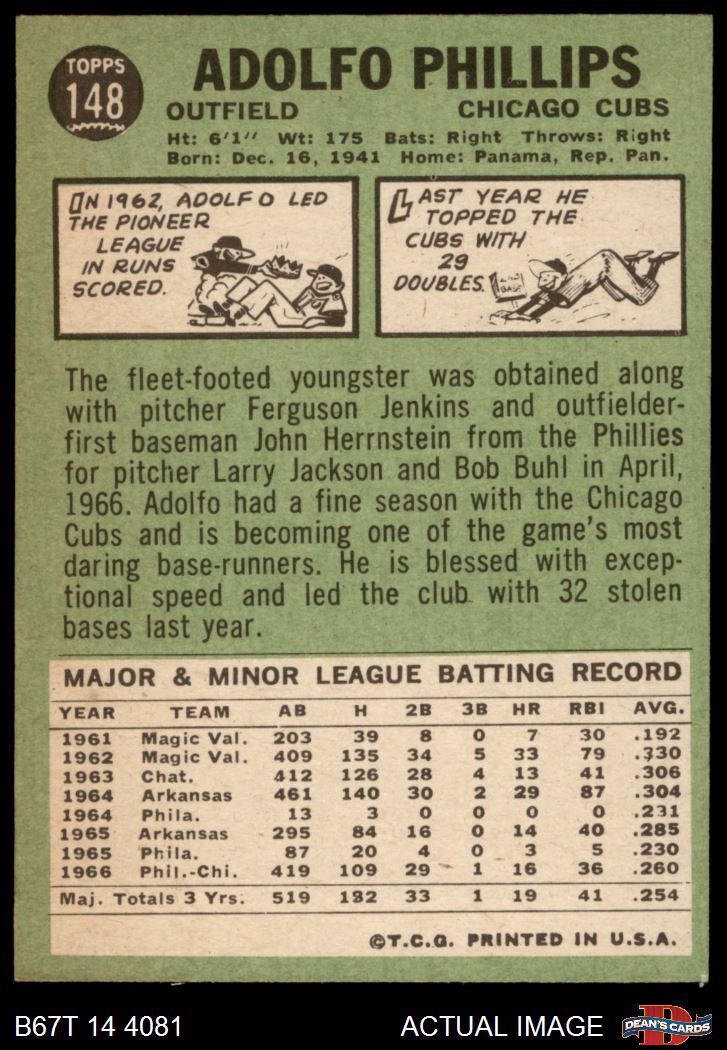 TOPPS
148
ADOLFO PHILLIPS
OUTFIELD CHICAGO CUBS
Ht: 6'1" Wt: 175 Bats: Right Throws: Right
Born: Dec. 16, 1941 Home: Panama, Rep. Pan.
IN 1962, ADOLFO LED
THE PIONEER
LEAGUE
IN RUNS
SCORED.
LAST YEAR HE
TOPPED THE
CUBS WITH
29
DOUBLES.
2ND
BASE
The fleet-footed youngster was obtained along
with pitcher Ferguson Jenkins and outfielder-
first baseman John Herrnstein from the Phillies
for pitcher Larry Jackson and Bob Buhl in April,
1966. Adolfo had a fine season with the Chicago
Cubs and is becoming one of the game's most
daring base-runners. He is blessed with excep-
tional speed and led the club with 32 stolen
bases last year.
MAJOR & MINOR LEAGUE BATTING RECORD
YEAR TEAM AB H 2B 3B HR RBI AVG.
1961 Magic Val. 203 39 8 0 7 30 .192
1962 Magic Val. 409 135 34 5 33 79 .330
1963 Chat. 412 126 28 4 13 41 .306
1964 Arkansas 461 140 30 2 29 87 .304
1964 Phila. 13 3 0 0 0 0 .231
1965 Arkansas 295 84 16 0 14 40 .285
1965 Phila. 87 20 4 0 3 5 .230
1966 Phil.-Chi. 419 109 29 1 16 36 .260
Maj. Totals 3 Yrs. 519 132 33 1 19 41 .254
©T.C.G. PRINTED IN U.S.A.
B67T 14 4081 ACTUAL IMAGE
D
DEAN'S CARDS